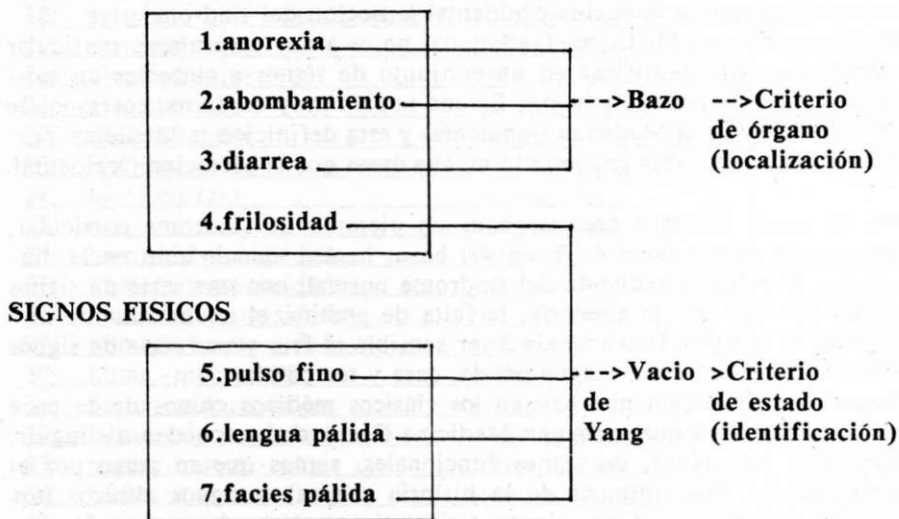 1.anorexia
2.abombamiento --->Bazo -->Criterio
de órgano
3.diarrea (localización)
4.frilosidad
SIGNOS FISICOS
5.pulso fino --->Vacio >Criterio
de de estado
6.lengua pálida Yang (identificación)
7.facies pálida